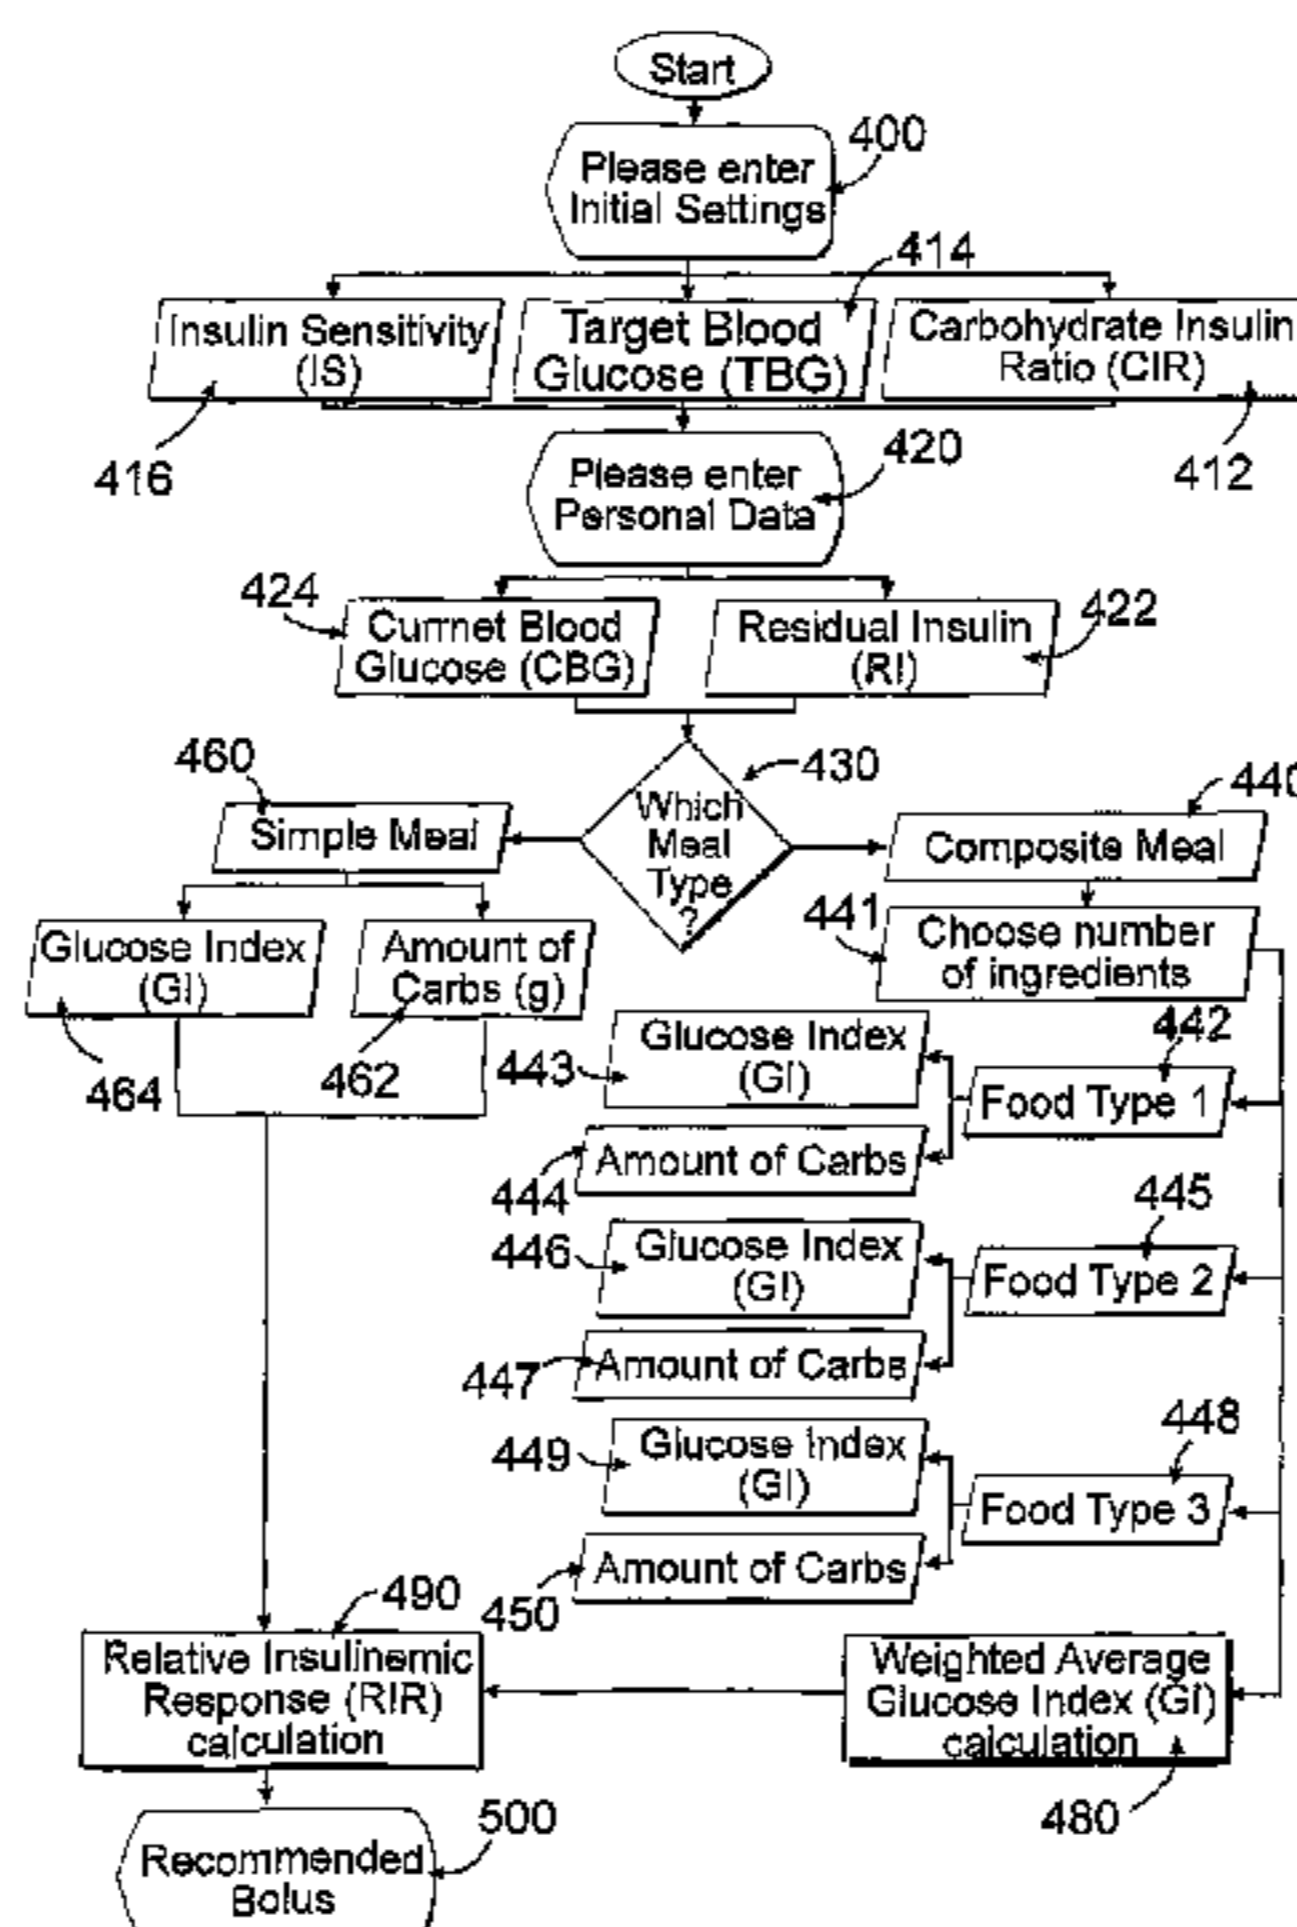 Start
Please enter
Initial Settings
400
414
Insulin Sensitivity
(IS)
Target Blood
Glucose (TBG)
Carbohydrate Insulin
Ratio (CIR)
416
412
Please enter
Personal Data
420
424
Currnet Blood
Glucose (CBG)
Residual Insulin
(RI)
422
430
Which
Meal
Type
?
460
Simple Meal
440
Composite Meal
Glucose Index
(GI)
Amount of
Carbs (g)
464
462
441
Choose number
of ingredients
442
443
Glucose Index
(GI)
Food Type 1
444
Amount of Carbs
445
446
Glucose Index
(GI)
Food Type 2
447
Amount of Carbs
448
449
Glucose Index
(GI)
Food Type 3
450
Amount of Carbs
490
Relative Insulinemic
Response (RIR)
calculation
Weighted Average
Glucose Index (GI)
calculation
480
500
Recommended
Bolus